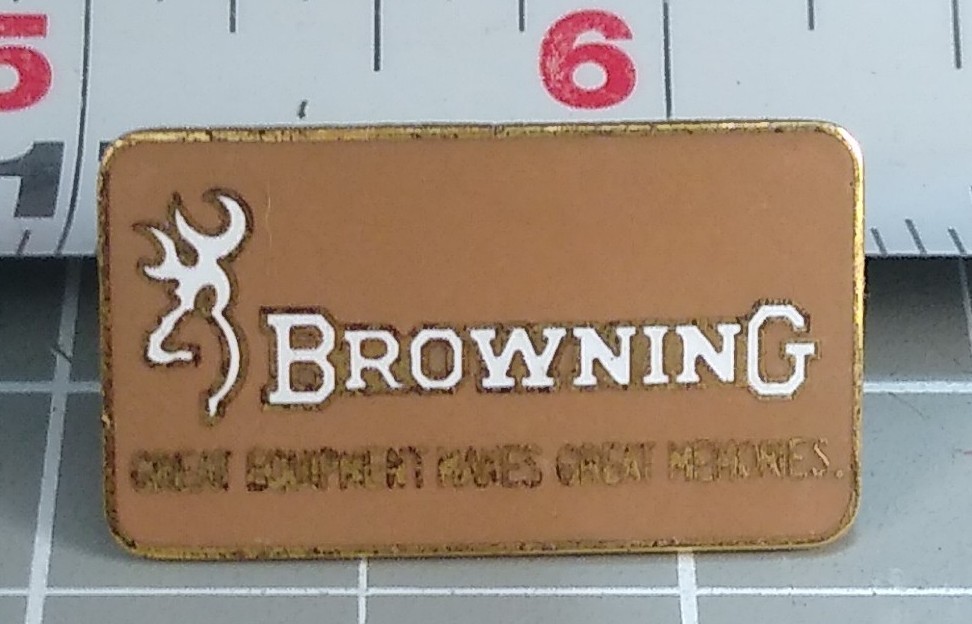 5 6
BROWNING
GREAT EQUIPMENT MAKES GREAT MEMORIES.